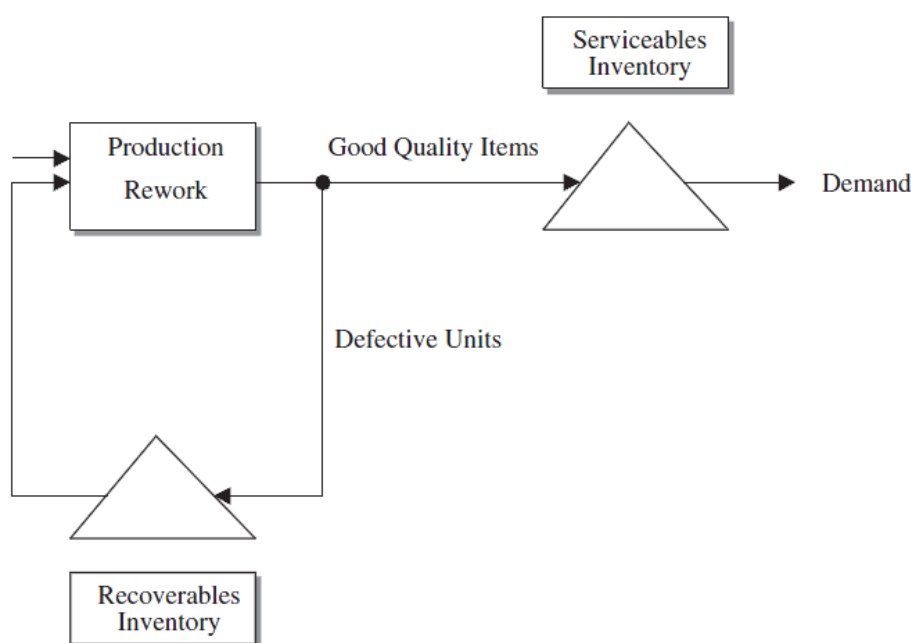 Serviceables
Inventory
Production
Rework
Good Quality Items
Demand
Defective Units
Recoverables
Inventory